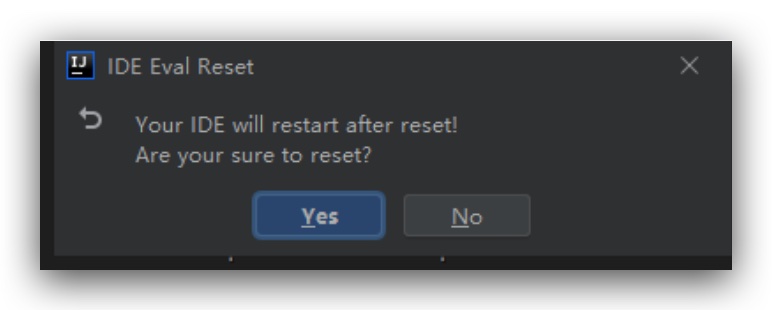 IJ
IDE Eval Reset
Your IDE will restart after reset!
Are your sure to reset?
Yes
No